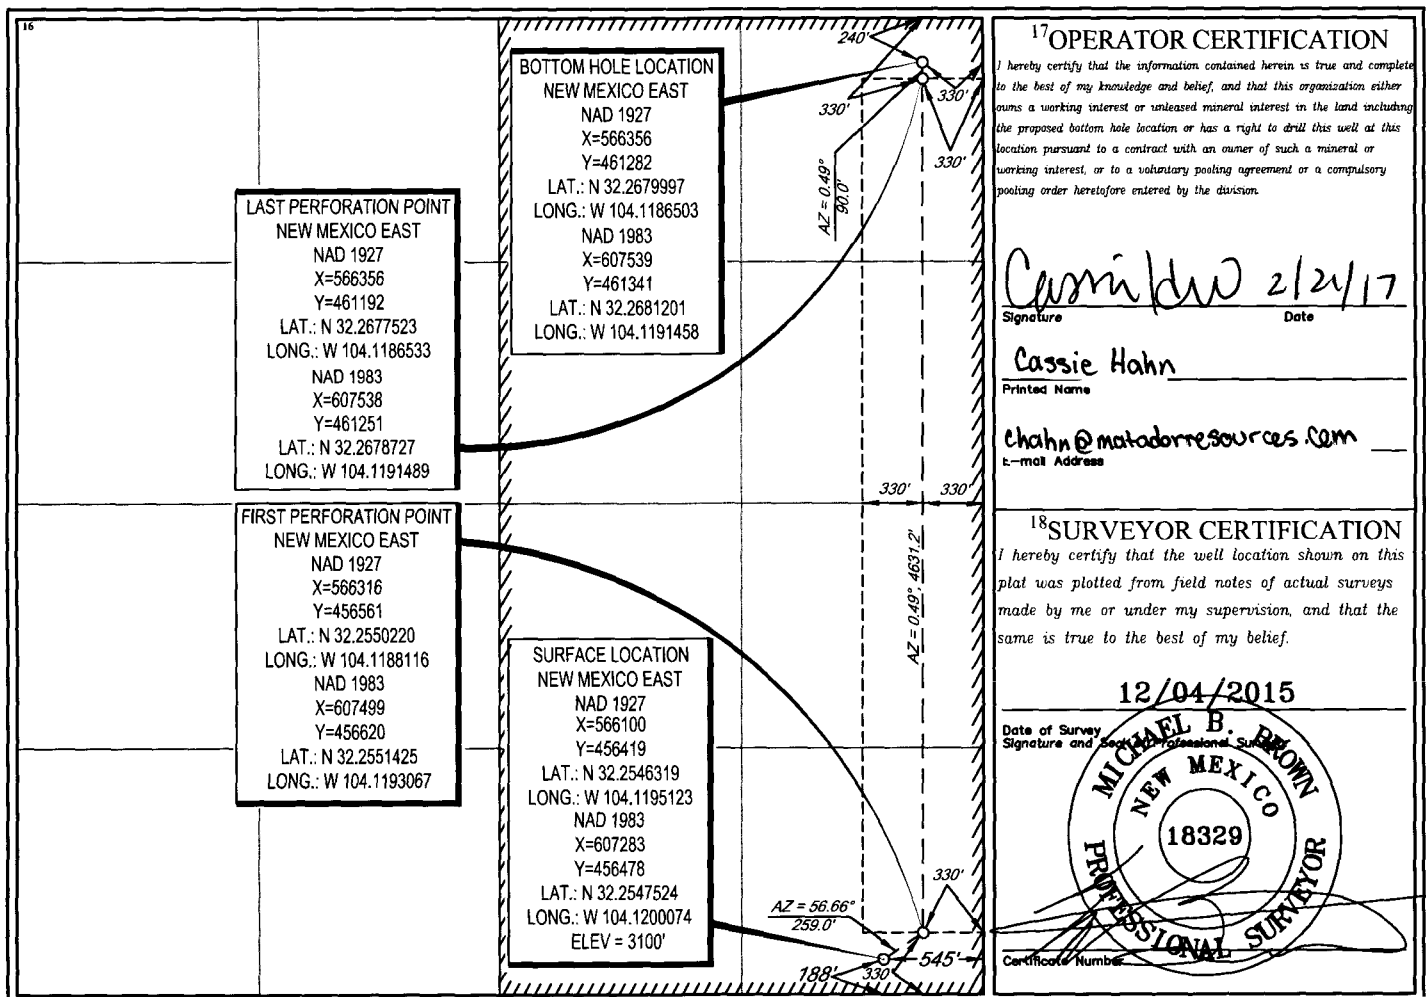 16
BOTTOM HOLE LOCATION
NEW MEXICO EAST
NAD 1927
X=566356
Y=461282
LAT.: N 32.2679997
LONG.: W 104.1186503
NAD 1983
X=607539
Y=461341
LAT.: N 32.2681201
LONG.: W 104.1191458
LAST PERFORATION POINT
NEW MEXICO EAST
NAD 1927
X=566356
Y=461192
LAT.: N 32.2677523
LONG.: W 104.1186533
NAD 1983
X=607538
Y=461251
LAT.: N 32.2678727
LONG.: W 104.1191489
FIRST PERFORATION POINT
NEW MEXICO EAST
NAD 1927
X=566316
Y=456561
LAT.: N 32.2550220
LONG.: W 104.1188116
NAD 1983
X=607499
Y=456620
LAT.: N 32.2551425
LONG.: W 104.1193067
SURFACE LOCATION
NEW MEXICO EAST
NAD 1927
X=566100
Y=456419
LAT.: N 32.2546319
LONG.: W 104.1195123
NAD 1983
X=607283
Y=456478
LAT.: N 32.2547524
LONG.: W 104.1200074
ELEV = 3100'
240'
330'
330'
330'
AZ = 0.49°
90.0'
330'
330'
AZ = 0.49°, 4631.2'
330'
AZ = 56.66°
259.0'
545'
188'
330'
17OPERATOR CERTIFICATION
I hereby certify that the information contained herein is true and complete
to the best of my knowledge and belief, and that this organization either
owns a working interest or unleased mineral interest in the land including
the proposed bottom hole location or has a right to drill this well at this
location pursuant to a contract with an owner of such a mineral or
working interest, or to a voluntary pooling agreement or a compulsory
pooling order heretofore entered by the division.
2/21/17
Signature Date
Cassie Hahn
Printed Name
chahn@matadorresources.com
E-mail Address
18SURVEYOR CERTIFICATION
I hereby certify that the well location shown on this
plat was plotted from field notes of actual surveys
made by me or under my supervision, and that the
same is true to the best of my belief.
12/04/2015
Date of Survey
Signature and Seal of Professional Surveyor
MICHAEL B. BROWN
NEW MEXICO
18329
PROFESSIONAL SURVEYOR
Certificate Number